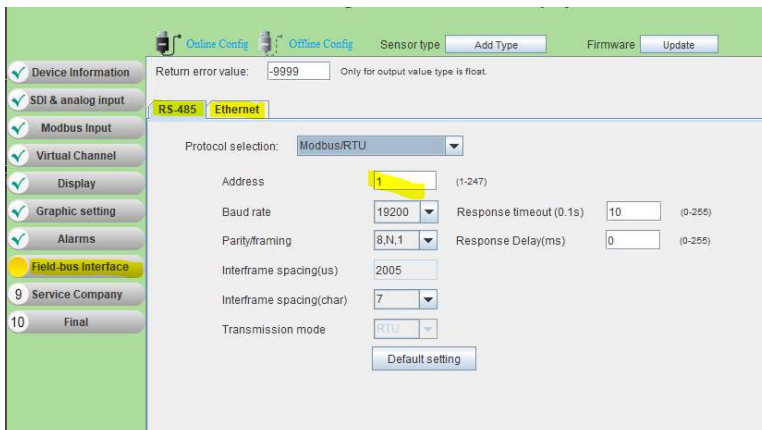 Online Config Offline Config Sensor type Add Type Firmware Update
Device Information
Return error value: -9999 Only for output value type is float.
SDI & analog input
RS-485 Ethernet
Modbus Input
Protocol selection: Modbus/RTU
Virtual Channel
Display
Address 1 (1-247)
Graphic setting
Baud rate 19200 Response timeout (0.1s) 10 (0-255)
Alarms
Parity/framing 8,N,1 Response Delay(ms) 0 (0-255)
Field-bus Interface
Interframe spacing(us) 2005
9 Service Company
Interframe spacing(char) 7
10 Final
Transmission mode RTU
Default setting